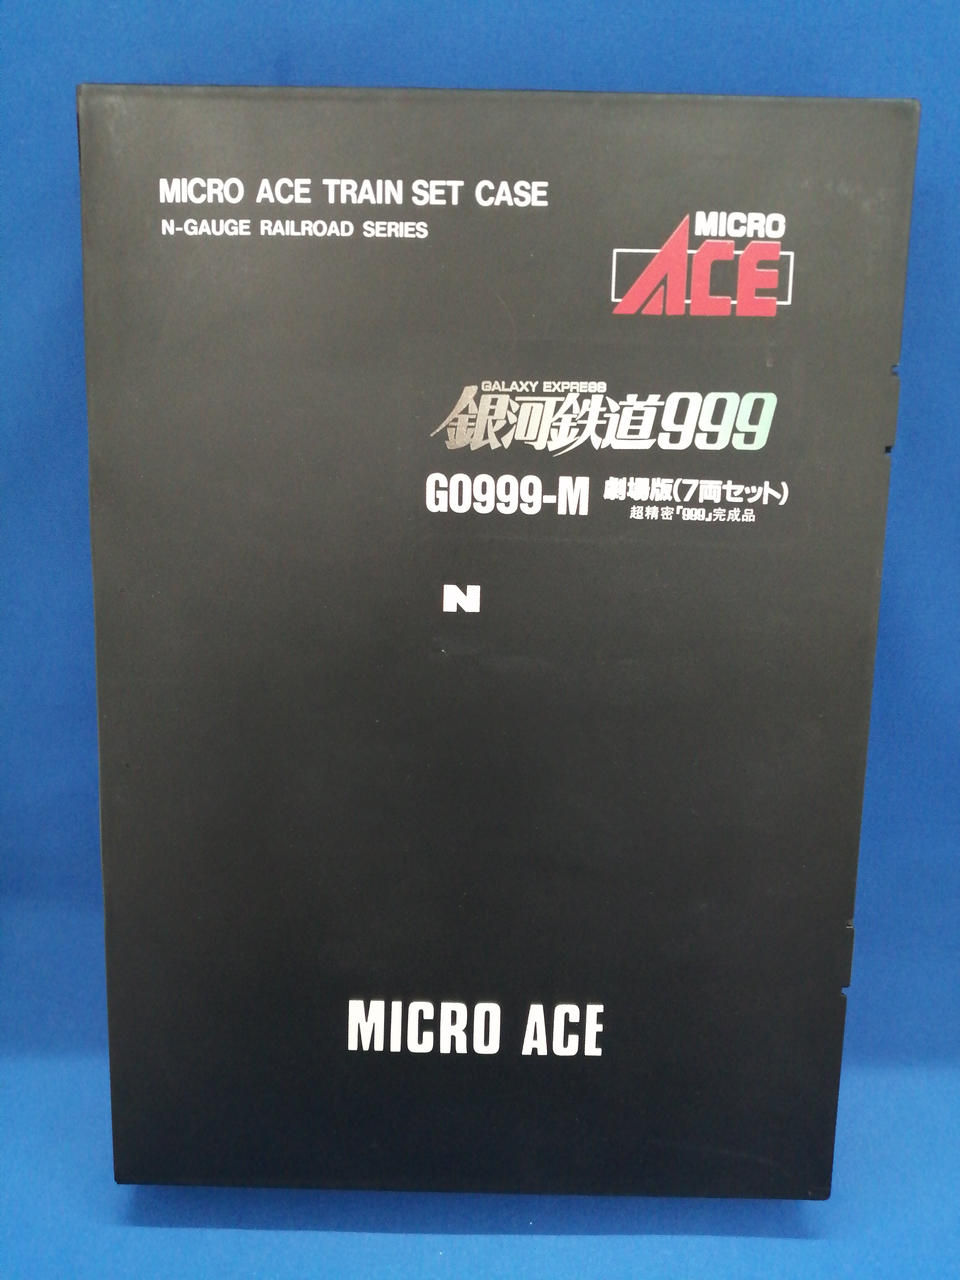 MICRO ACE TRAIN SET CASE
N-GAUGE RAILROAD SERIES
MICRO
ACE
GALAXY EXPRESS
銀河鉄道999
G0999-M 劇場版(7両セット)
超精密『999』完成品
N
MICRO ACE